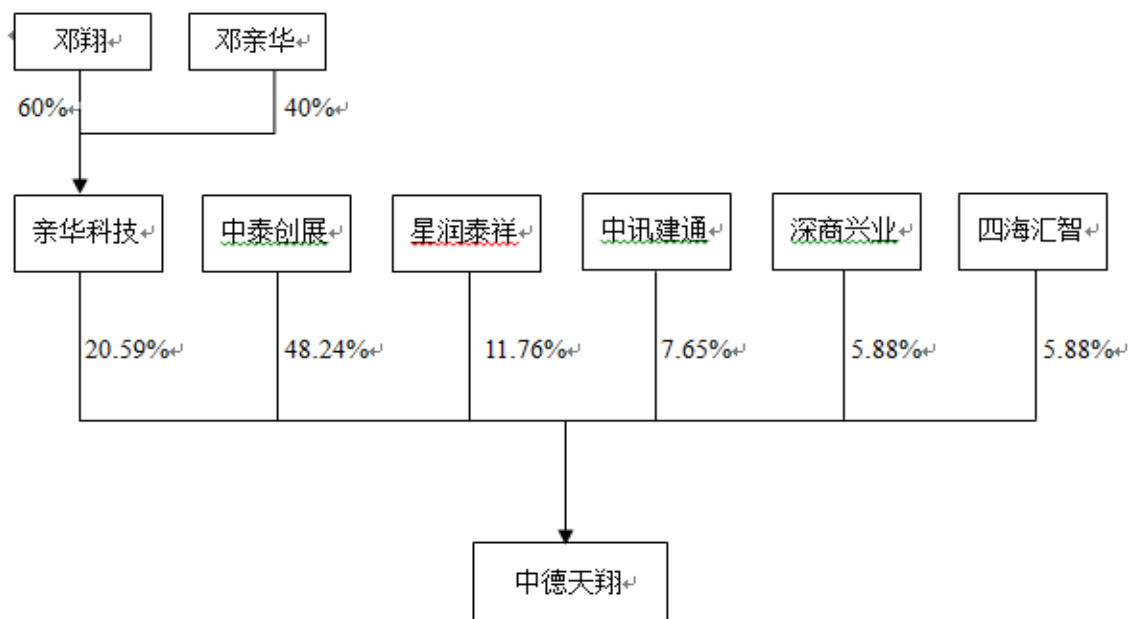 邓翔
邓亲华
60%
40%
亲华科技
中泰创展
星润泰祥
中讯建通
深商兴业
四海汇智
20.59%
48.24%
11.76%
7.65%
5.88%
5.88%
中德天翔